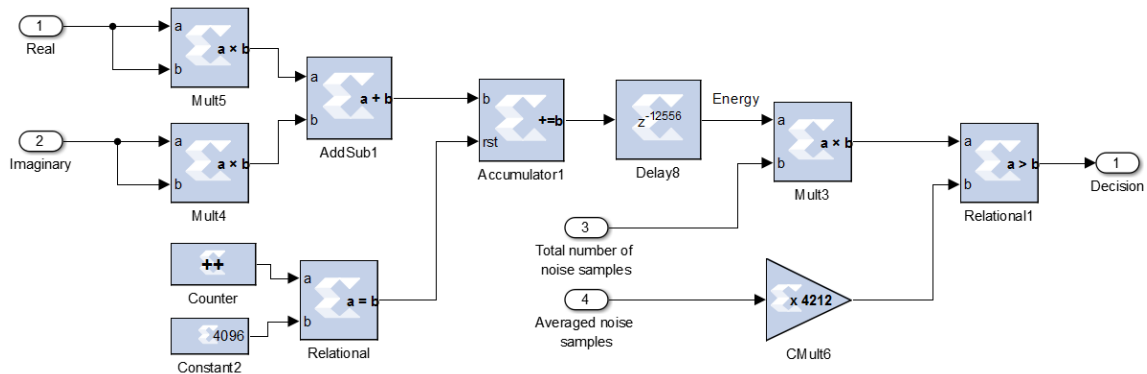 1
Real
a
b
a × b
Mult5
2
Imaginary
a
b
a × b
Mult4
a
b
a + b
AddSub1
++
Counter
4096
Constant2
a
b
a = b
Relational
b
rst
+=b
Accumulator1
z-12556
Delay8
Energy
a
b
a × b
Mult3
3
Total number of
noise samples
4
Averaged noise
samples
x 4212
CMult6
a
b
a > b
Relational1
1
Decision